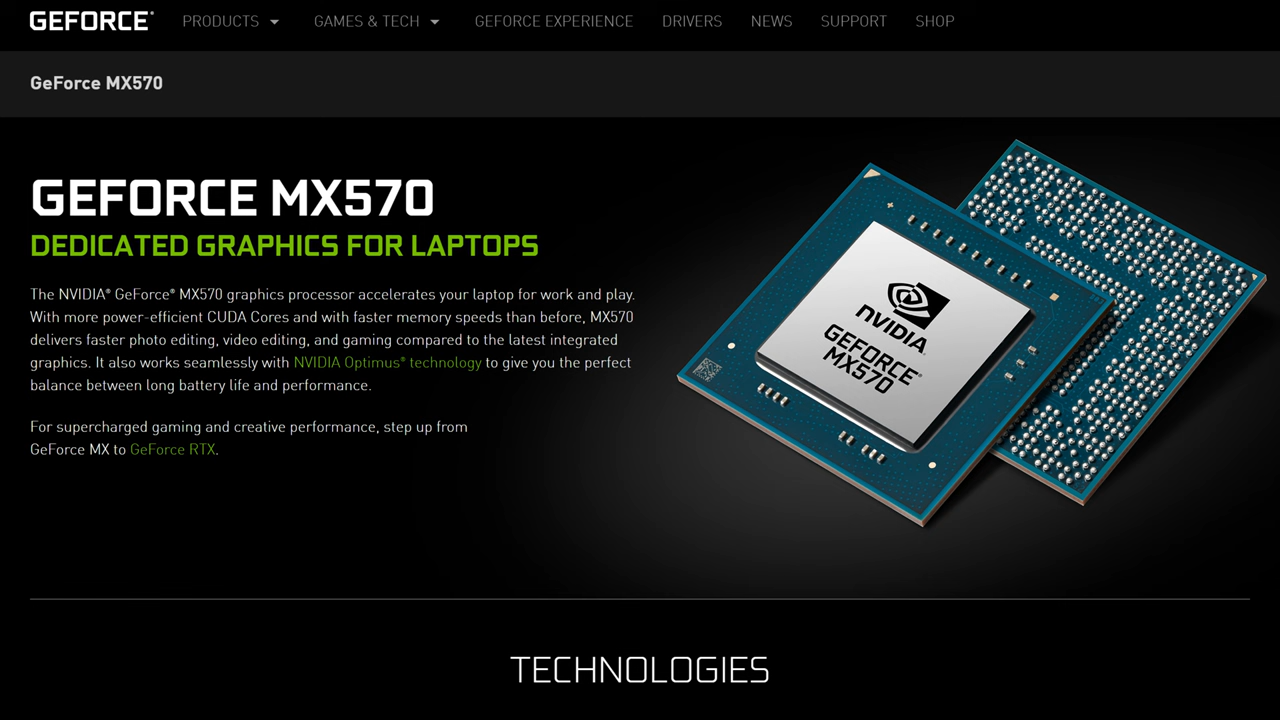 GEFORCE® PRODUCTS GAMES & TECH GEFORCE EXPERIENCE DRIVERS NEWS SUPPORT SHOP
GeForce MX570
GEFORCE MX570
DEDICATED GRAPHICS FOR LAPTOPS
The NVIDIA® GeForce® MX570 graphics processor accelerates your laptop for work and play.
With more power-efficient CUDA Cores and with faster memory speeds than before, MX570
delivers faster photo editing, video editing, and gaming compared to the latest integrated
graphics. It also works seamlessly with NVIDIA Optimus® technology to give you the perfect
balance between long battery life and performance.
For supercharged gaming and creative performance, step up from
GeForce MX to GeForce RTX.
NVIDIA.
GEFORCE®
MX570
TECHNOLOGIES